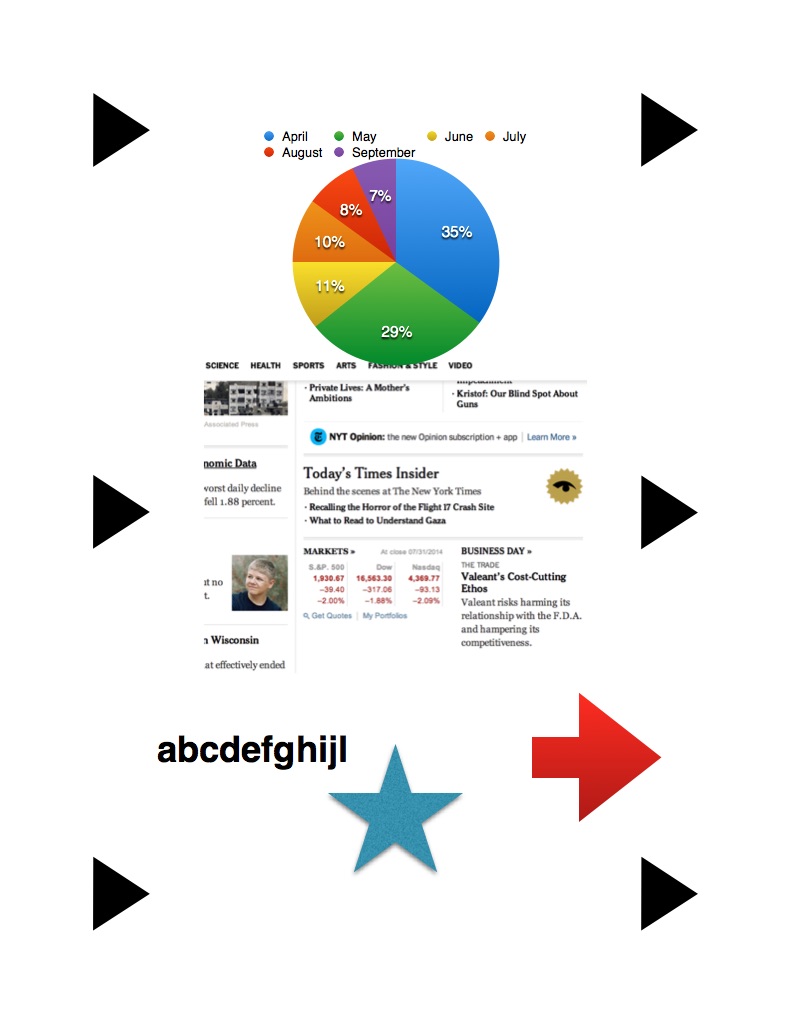 April May June July
August September
7%
8%
35%
10%
11%
29%
SCIENCE HEALTH SPORTS ARTS FASHION & STYLE VIDEO
· Private Lives: A Mother's
Ambitions
· Kristof: Our Blind Spot About
Guns
Associated Press
NYT Opinion: the new Opinion subscription + app | Learn More »
nomic Data
worst daily decline
fell 1.88 percent.
Today's Times Insider
Behind the scenes at The New York Times
· Recalling the Horror of the Flight 17 Crash Site
· What to Read to Understand Gaza
MARKETS » At close 07/31/2014
S.&P. 500 Dow Nasdaq
1,930.67 16,563.30 4,369.77
–39.40 –317.06 –93.13
–2.00% –1.88% –2.09%
Get Quotes | My Portfolios
BUSINESS DAY »
THE TRADE
Valeant's Cost-Cutting
Ethos
Valeant risks harming its
relationship with the F.D.A.
and hampering its
competitiveness.
ut no
t.
n Wisconsin
at effectively ended
abcdefghijl